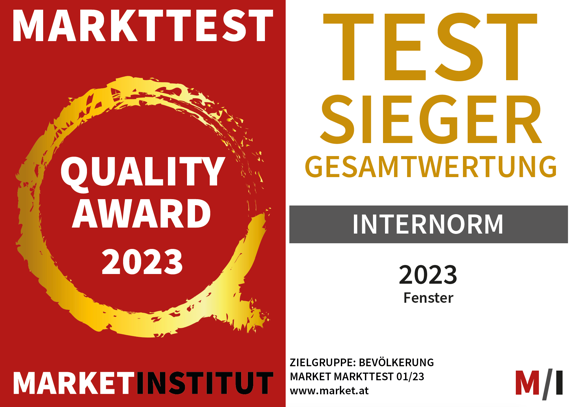 MARKTTEST
QUALITY
AWARD
2023
MARKETINSTITUT
TEST
SIEGER
GESAMTWERTUNG
INTERNORM
2023
Fenster
ZIELGRUPPE: BEVÖLKERUNG
MARKET MARKTTEST 01/23
www.market.at
M/I